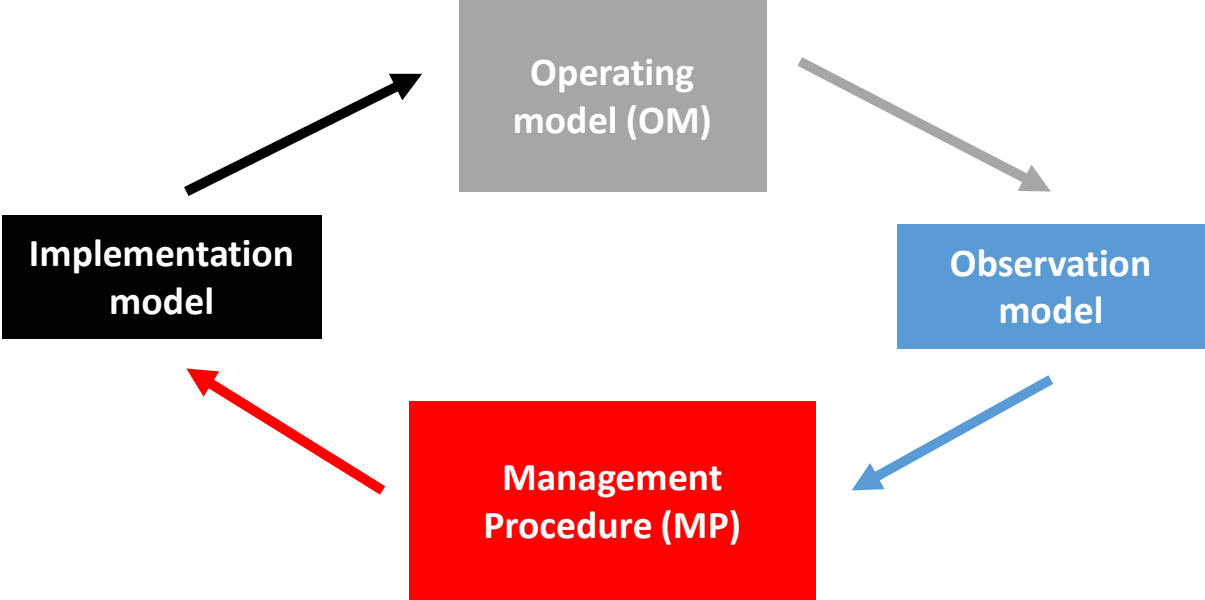 Operating
model (OM)
Implementation
model
Observation
model
Management
Procedure (MP)